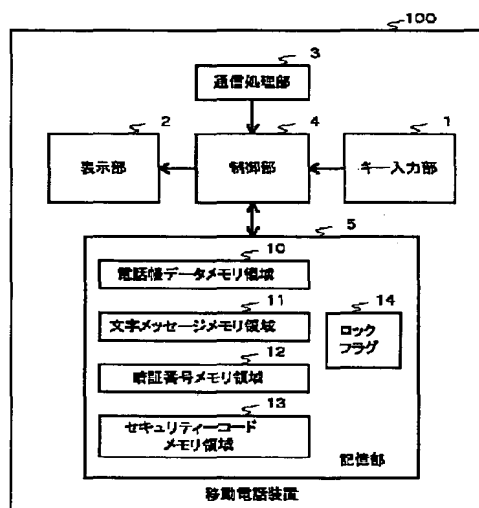 100
3
通信処理部
2
4
1
表示部
制御部
キー入力部
5
10
電話帳データメモリ領域
11
文字メッセージメモリ領域
14
ロック
フラグ
12
暗証番号メモリ領域
13
セキュリティーコード
メモリ領域
記憶部
移動電話装置